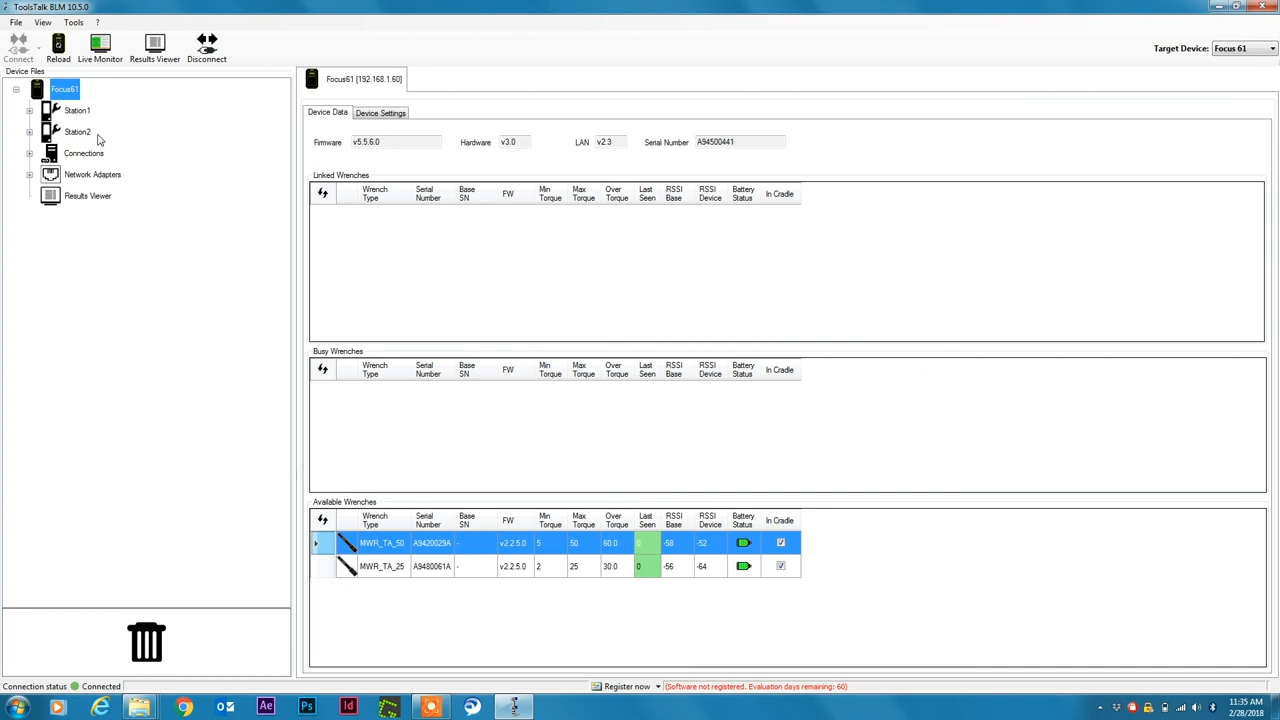 ToolsTalk BLM 10.5.0
File View Tools ?
Connect Reload Live Monitor Results Viewer Disconnect
Target Device: Focus 61
Device Files
Focus61
Station1
Station2
Connections
Network Adapters
Results Viewer
Focus61 [192.168.1.60]
Device Data Device Settings
Firmware v5.5.6.0 Hardware v3.0 LAN v2.3 Serial Number A94500441
Linked Wrenches
Wrench Type Serial Number Base SN FW Min Torque Max Torque Over Torque Last Seen RSSI Base RSSI Device Battery Status In Cradle
Busy Wrenches
Wrench Type Serial Number Base SN FW Min Torque Max Torque Over Torque Last Seen RSSI Base RSSI Device Battery Status In Cradle
Available Wrenches
Wrench Type Serial Number Base SN FW Min Torque Max Torque Over Torque Last Seen RSSI Base RSSI Device Battery Status In Cradle
MWR_TA_50 A9420029A - v2.2.5.0 5 50 60.0 0 -58 -52
MWR_TA_25 A9480061A - v2.2.5.0 2 25 30.0 0 -56 -64
Connection status Connected
Register now (Software not registered. Evaluation days remaining: 60)
Ae Ps Id
11:35 AM
2/28/2018